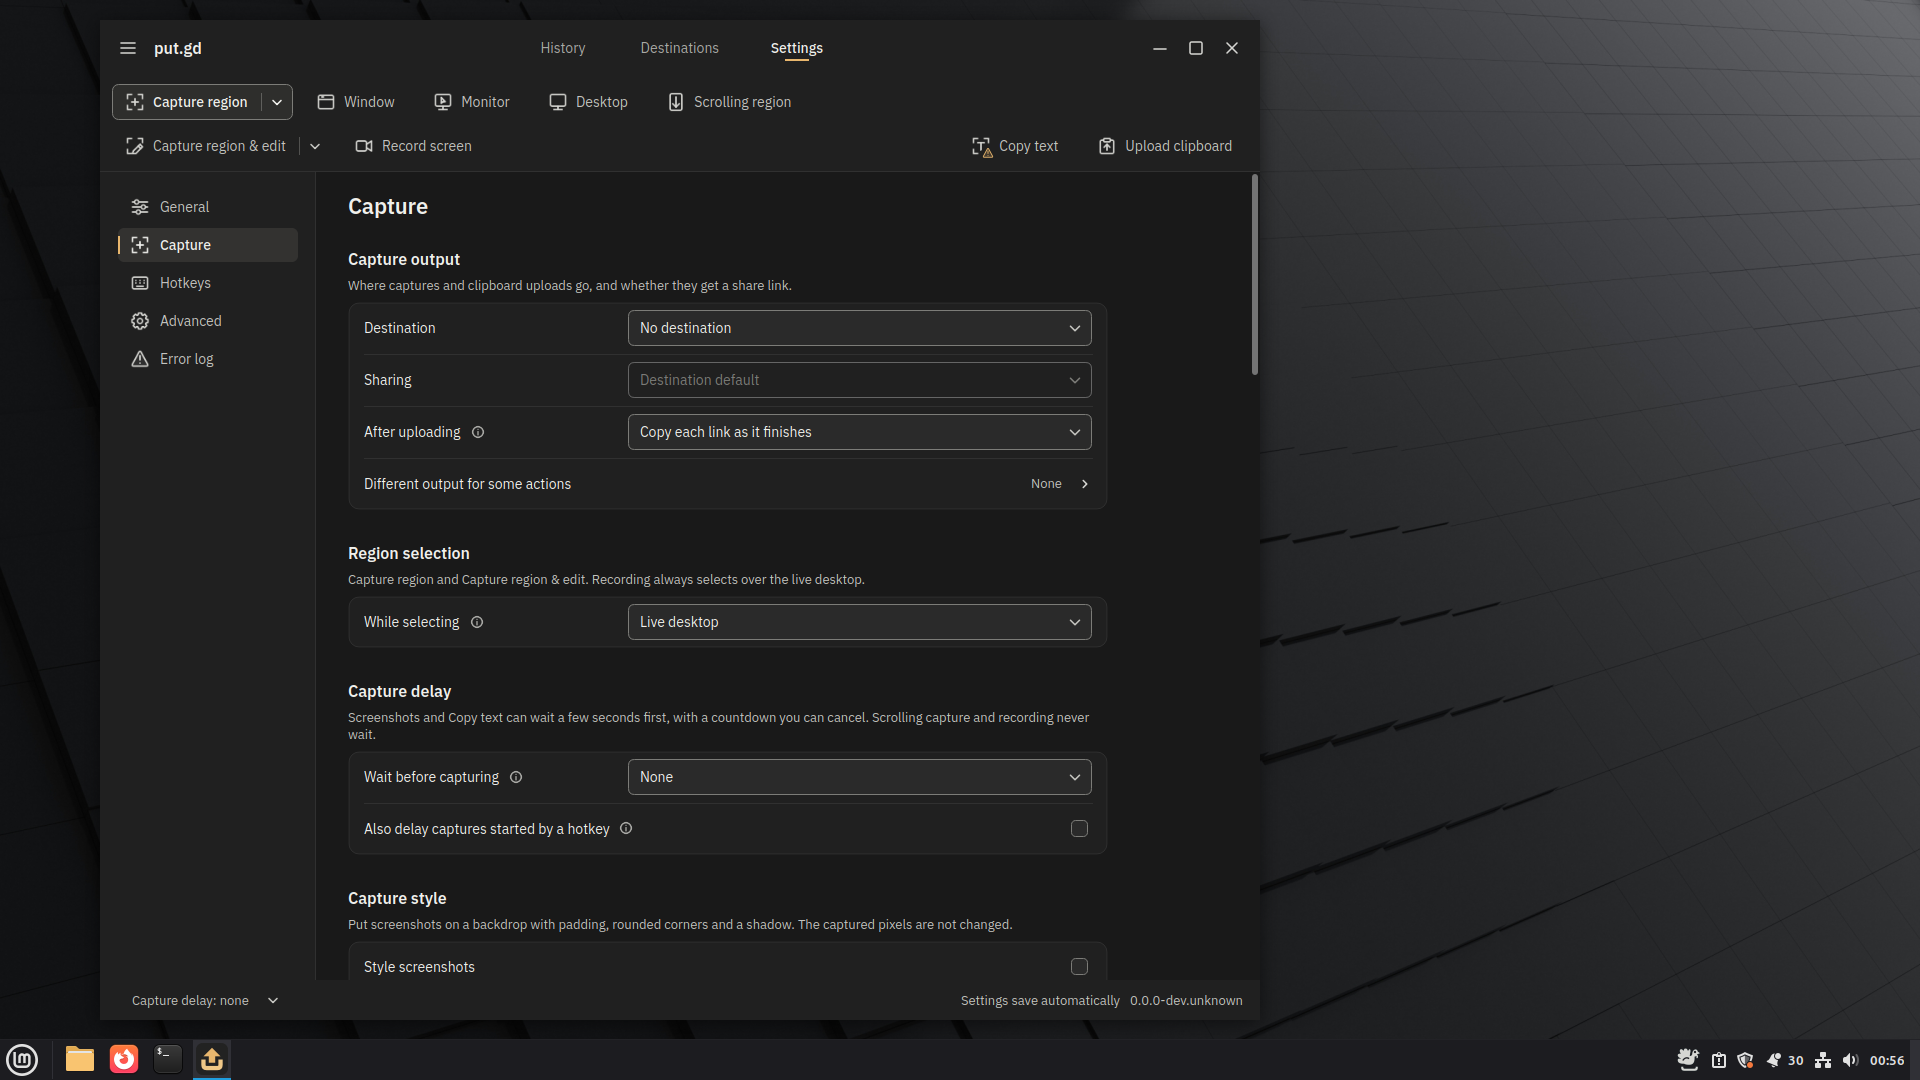 put.gd
History
Destinations
Settings
Capture region
Window
Monitor
Desktop
Scrolling region
Capture region & edit
Record screen
Copy text
Upload clipboard
General
Capture
Hotkeys
Advanced
Error log
Capture
Capture output
Where captures and clipboard uploads go, and whether they get a share link.
Destination
No destination
Sharing
Destination default
After uploading
Copy each link as it finishes
Different output for some actions
None
Region selection
Capture region and Capture region & edit. Recording always selects over the live desktop.
While selecting
Live desktop
Capture delay
Screenshots and Copy text can wait a few seconds first, with a countdown you can cancel. Scrolling capture and recording never
wait.
Wait before capturing
None
Also delay captures started by a hotkey
Capture style
Put screenshots on a backdrop with padding, rounded corners and a shadow. The captured pixels are not changed.
Style screenshots
Capture delay: none
Settings save automatically
0.0.0-dev.unknown
30
00:56